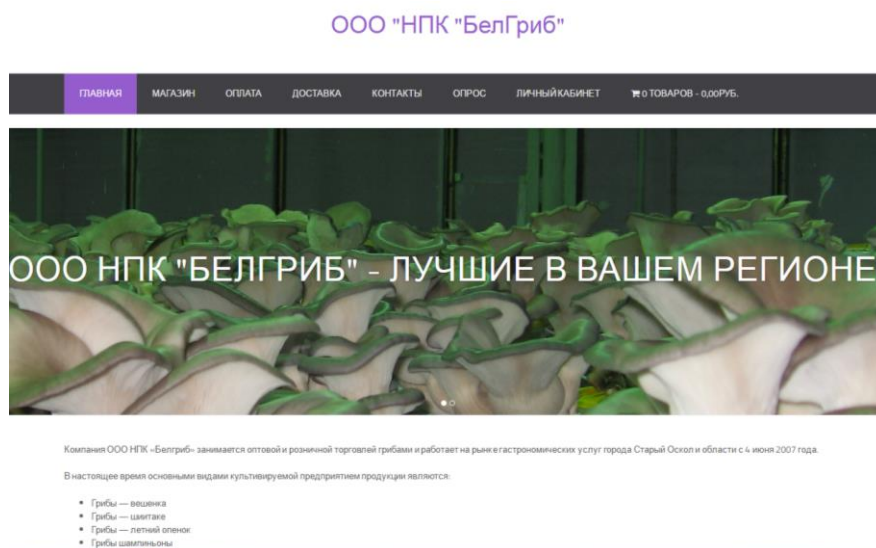 ООО "НПК "БелГриб"
ГЛАВНАЯ МАГАЗИН ОПЛАТА ДОСТАВКА КОНТАКТЫ ОПРОС ЛИЧНЫЙ КАБИНЕТ 0 ТОВАРОВ - 0,00РУБ.
ООО НПК "БЕЛГРИБ" - ЛУЧШИЕ В ВАШЕМ РЕГИОНЕ
Компания ООО НПК «Белгриб» занимается оптовой и розничной торговлей грибами и работает на рынке гастрономических услуг города Старый Оскол и области с 4 июня 2007 года.
В настоящее время основными видами культивируемой предприятием продукции являются:
Грибы — вешенка
Грибы — шиитаке
Грибы — летний опенок
Грибы шампиньоны